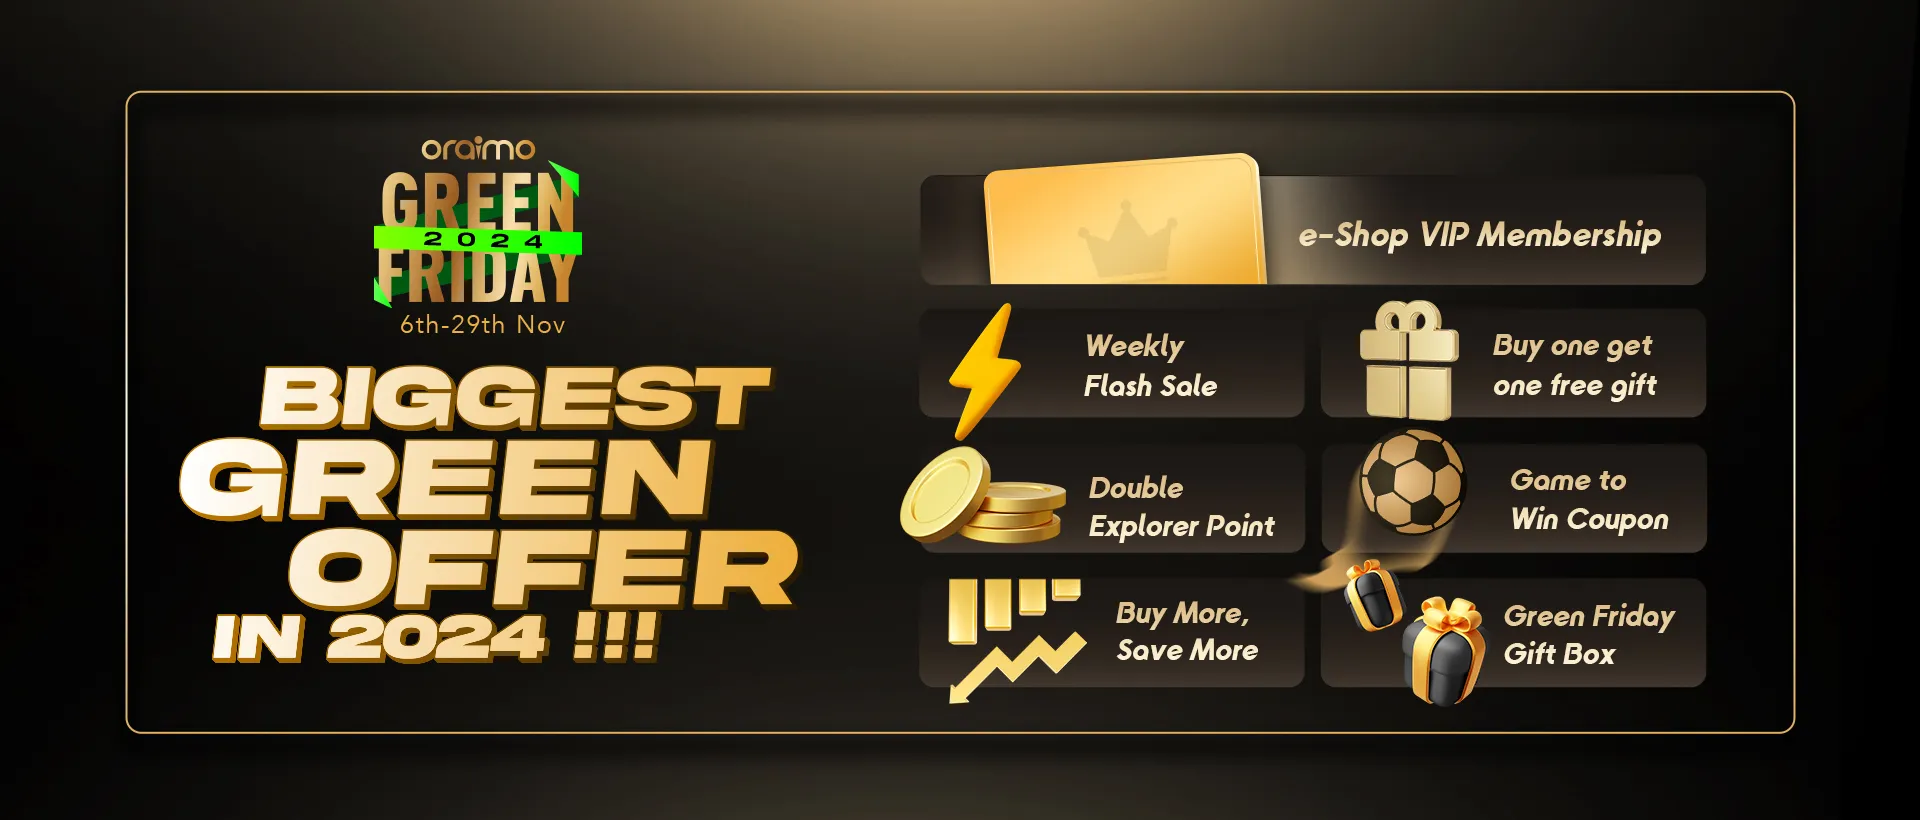 oraimo
GREEN
2024
FRIDAY
6th-29th Nov
BIGGEST
GREEN
OFFER
IN 2024 !!!
e-Shop VIP Membership
Weekly
Flash Sale
Buy one get
one free gift
Double
Explorer Point
Game to
Win Coupon
Buy More,
Save More
Green Friday
Gift Box